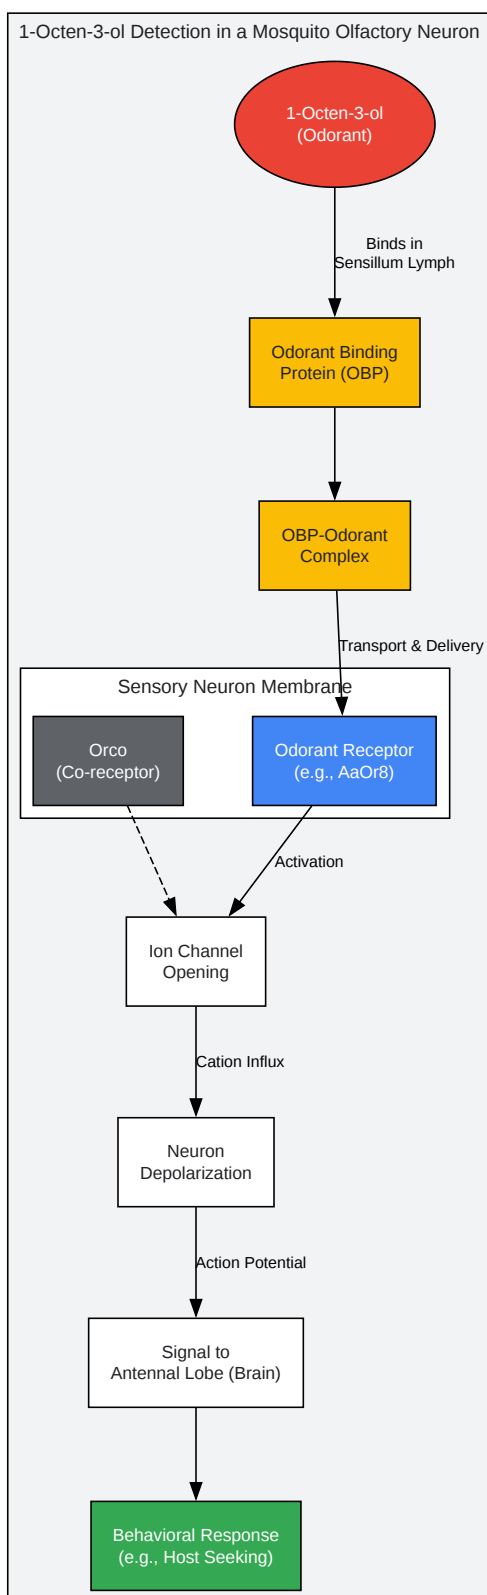 1-Octen-3-ol Detection in a Mosquito Olfactory Neuron
1-Octen-3-ol
(Odorant)
Binds in
Sensillum Lymph
Odorant Binding
Protein (OBP)
OBP-Odorant
Complex
Transport & Delivery
Sensory Neuron Membrane
Orco
(Co-receptor)
Odorant Receptor
(e.g., AaOr8)
Activation
Ion Channel
Opening
Cation Influx
Neuron
Depolarization
Action Potential
Signal to
Antennal Lobe (Brain)
Behavioral Response
(e.g., Host Seeking)